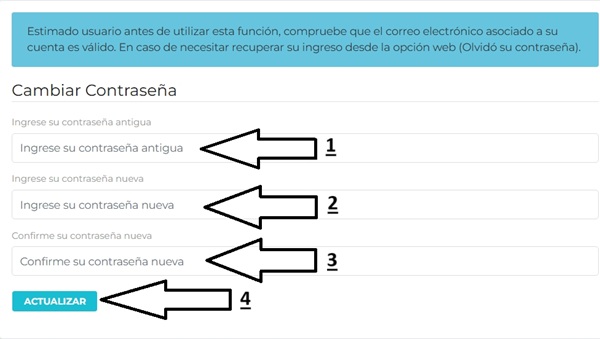 Estimado usuario antes de utilizar esta función, compruebe que el correo electrónico asociado a su
cuenta es válido. En caso de necesitar recuperar su ingreso desde la opción web (Olvidó su contraseña).
Cambiar Contraseña
Ingrese su contraseña antigua
Ingrese su contraseña antigua 1
Ingrese su contraseña nueva
Ingrese su contraseña nueva 2
Confirme su contraseña nueva
Confirme su contraseña nueva 3
ACTUALIZAR 4